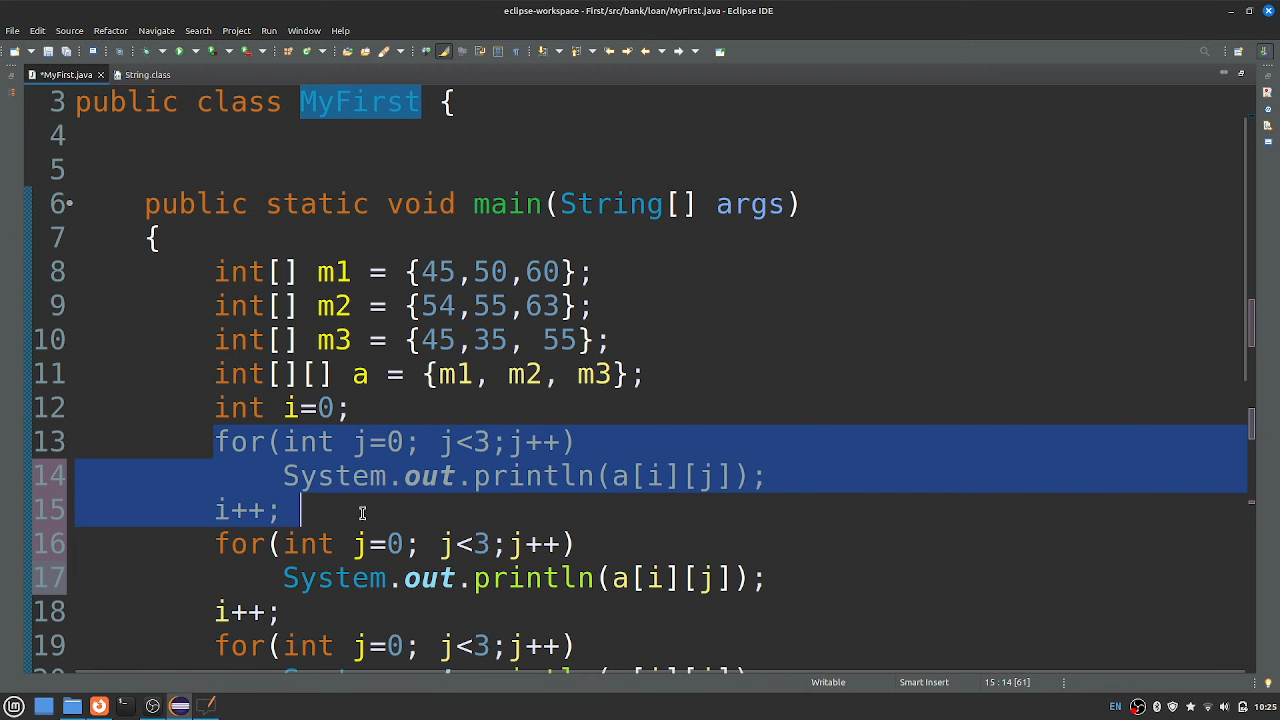 eclipse-workspace - First/src/bank/loan/MyFirst.java - Eclipse IDE
File Edit Source Refactor Navigate Search Project Run Window Help
*MyFirst.java String.class
3 public class MyFirst {
4
5
6 public static void main(String[] args)
7 {
8 int[] m1 = {45,50,60};
9 int[] m2 = {54,55,63};
10 int[] m3 = {45,35, 55};
11 int[][] a = {m1, m2, m3};
12 int i=0;
13 for(int j=0; j<3;j++)
14 System.out.println(a[i][j]);
15 i++;
16 for(int j=0; j<3;j++)
17 System.out.println(a[i][j]);
18 i++;
19 for(int j=0; j<3;j++)
Writable Smart Insert 15 : 14 [61]
EN 10:25